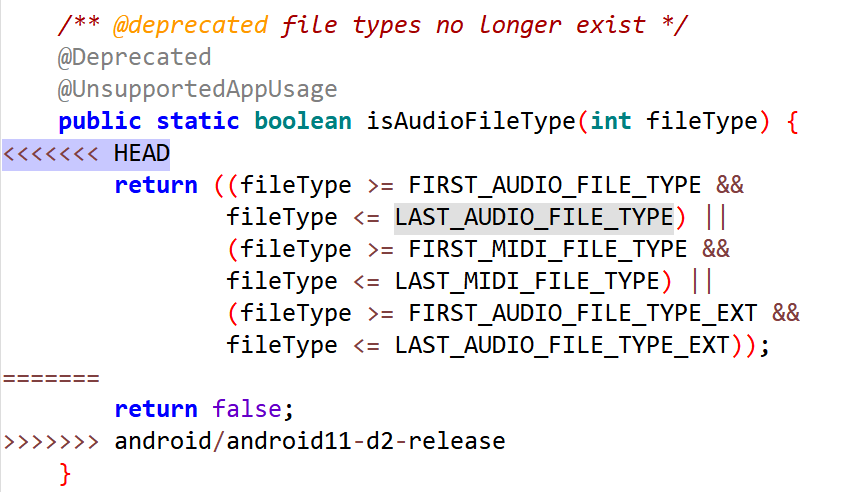 /** @deprecated file types no longer exist */
@Deprecated
@UnsupportedAppUsage
public static boolean isAudioFileType(int fileType) {
<<<<<<< HEAD
return ((fileType >= FIRST_AUDIO_FILE_TYPE &&
fileType <= LAST_AUDIO_FILE_TYPE) ||
(fileType >= FIRST_MIDI_FILE_TYPE &&
fileType <= LAST_MIDI_FILE_TYPE) ||
(fileType >= FIRST_AUDIO_FILE_TYPE_EXT &&
fileType <= LAST_AUDIO_FILE_TYPE_EXT));
=======
return false;
>>>>>>> android/android11-d2-release
}